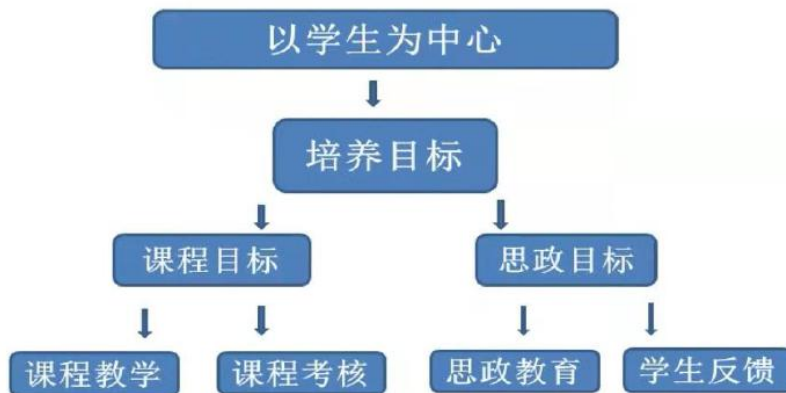 以学生为中心
培养目标
课程目标
思政目标
课程教学
课程考核
思政教育
学生反馈